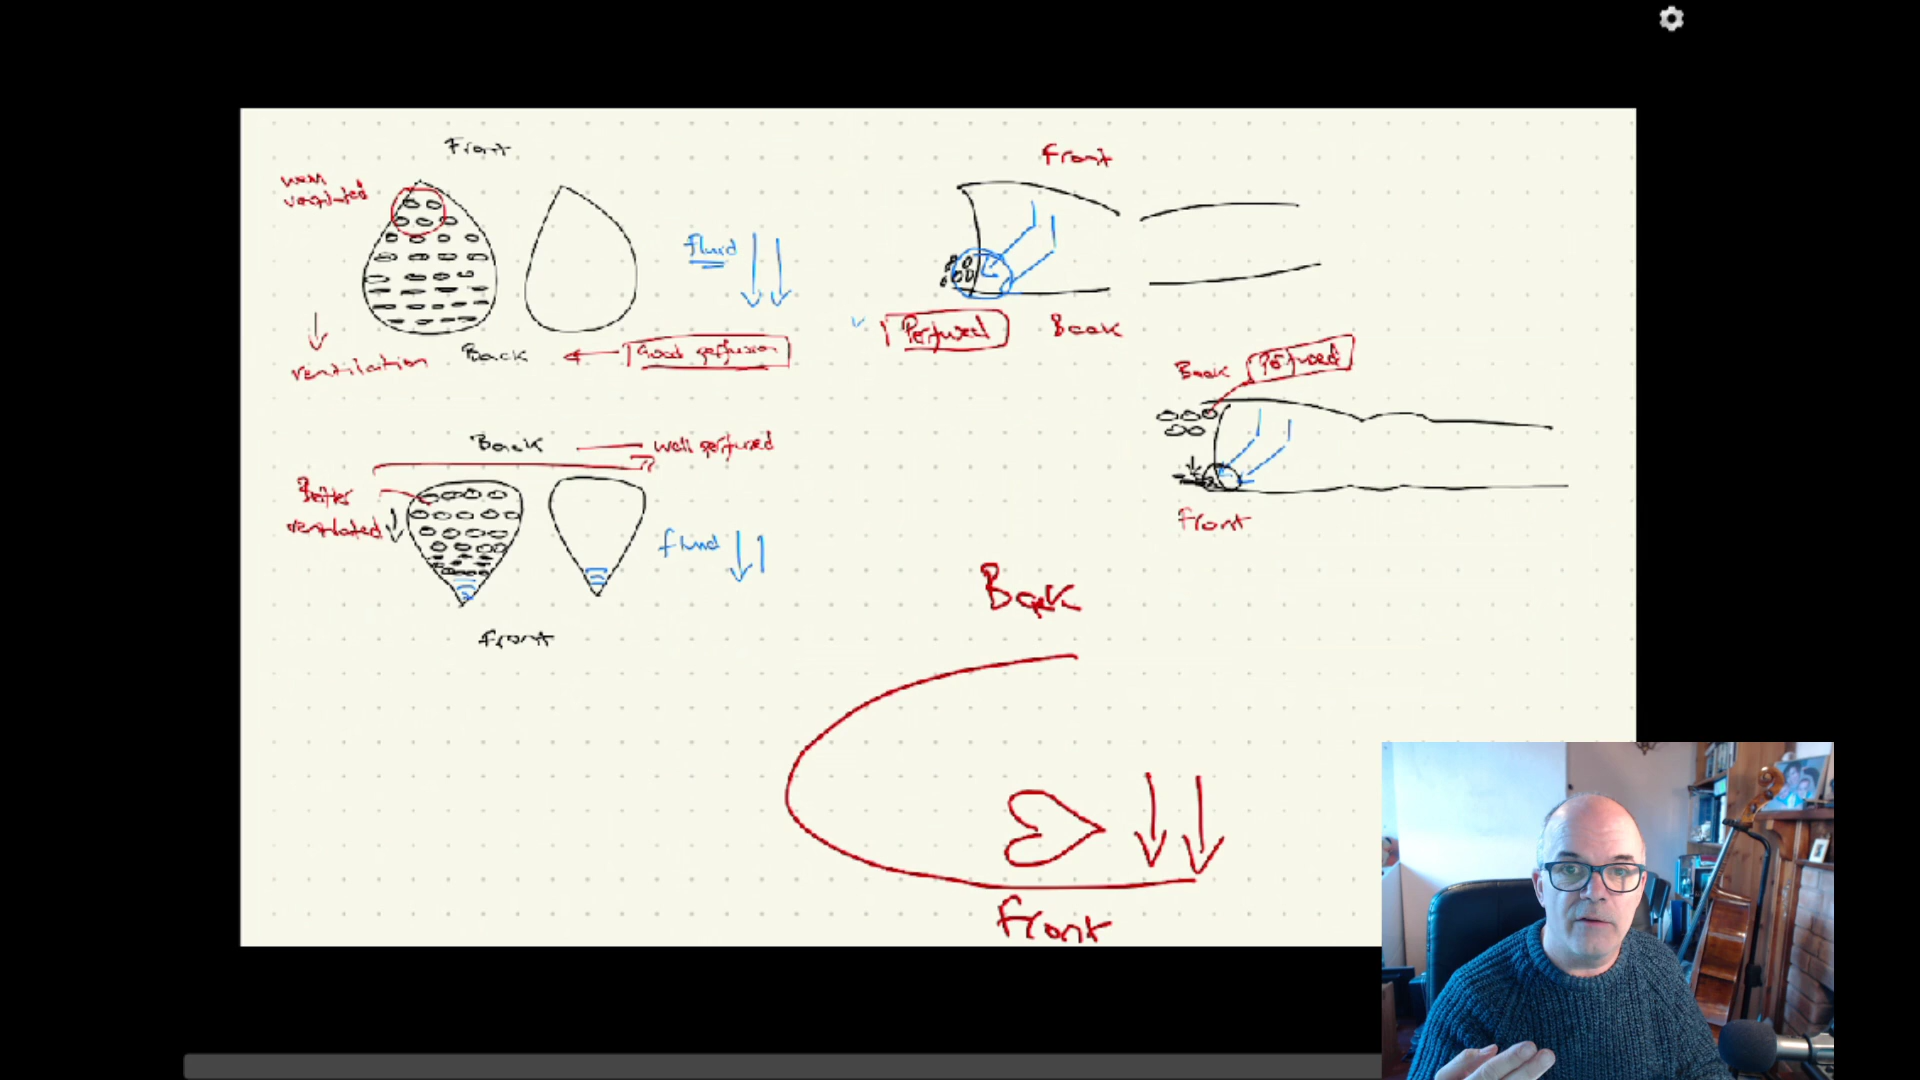 Front
well
ventilated
fluid
ventilation
Back
Good perfusion
Back
well perfused
Better
ventilated
fluid
Front
Front
Perfused
Back
Back
Perfused
Front
Back
Front